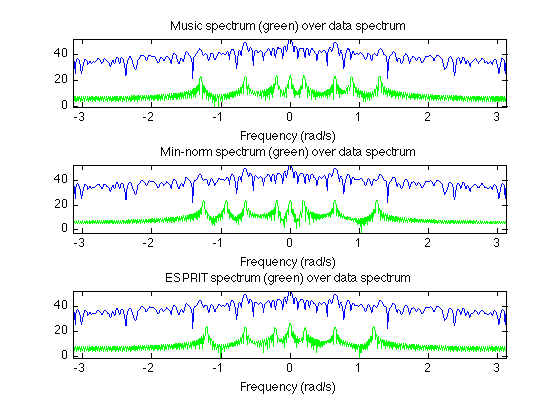 Music spectrum (green) over data spectrum
40
20
0
-3 -2 -1 0 1 2 3
Frequency (rad/s)
Min-norm spectrum (green) over data spectrum
40
20
0
-3 -2 -1 0 1 2 3
Frequency (rad/s)
ESPRIT spectrum (green) over data spectrum
40
20
0
-3 -2 -1 0 1 2 3
Frequency (rad/s)